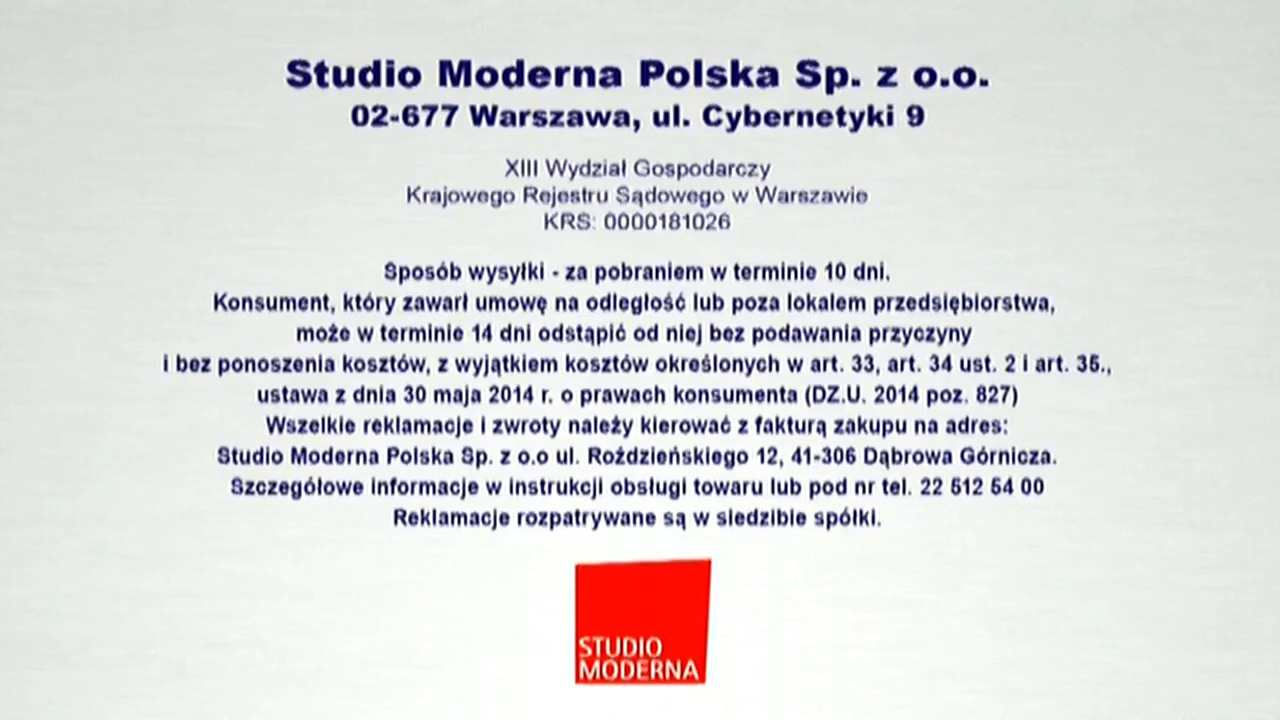 Studio Moderna Polska Sp. z o.o.
02-677 Warszawa, ul. Cybernetyki 9
XIII Wydział Gospodarczy
Krajowego Rejestru Sądowego w Warszawie
KRS: 0000181026
Sposób wysyłki - za pobraniem w terminie 10 dni.
Konsument, który zawarł umowę na odległość lub poza lokalem przedsiębiorstwa,
może w terminie 14 dni odstąpić od niej bez podawania przyczyny
i bez ponoszenia kosztów, z wyjątkiem kosztów określonych w art. 33, art. 34 ust. 2 i art. 35.,
ustawa z dnia 30 maja 2014 r. o prawach konsumenta (DZ.U. 2014 poz. 827)
Wszelkie reklamacje i zwroty należy kierować z fakturą zakupu na adres:
Studio Moderna Polska Sp. z o.o ul. Roździeńskiego 12, 41-306 Dąbrowa Górnicza.
Szczegółowe informacje w instrukcji obsługi towaru lub pod nr tel. 22 512 54 00
Reklamacje rozpatrywane są w siedzibie spółki.
STUDIO
MODERNA